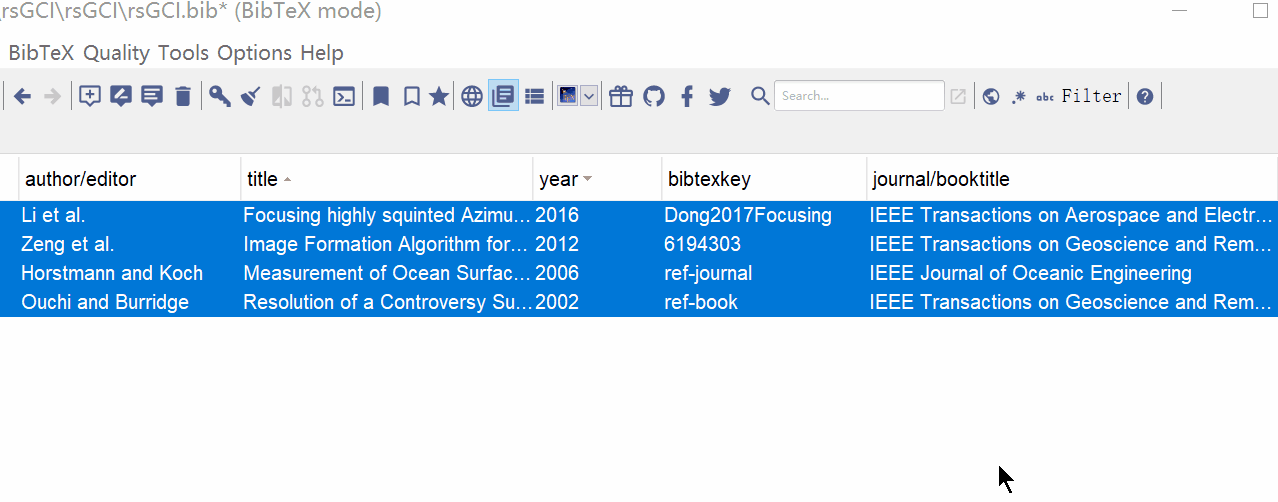 rsGCI\rsGCI\rsGCI.bib* (BibTeX mode)
BibTeX Quality Tools Options Help
Search... .* abc Filter
author/editor title year bibtexkey journal/booktitle
Li et al. Focusing highly squinted Azimu... 2016 Dong2017Focusing IEEE Transactions on Aerospace and Electr...
Zeng et al. Image Formation Algorithm for... 2012 6194303 IEEE Transactions on Geoscience and Rem...
Horstmann and Koch Measurement of Ocean Surfac... 2006 ref-journal IEEE Journal of Oceanic Engineering
Ouchi and Burridge Resolution of a Controversy Su... 2002 ref-book IEEE Transactions on Geoscience and Rem...